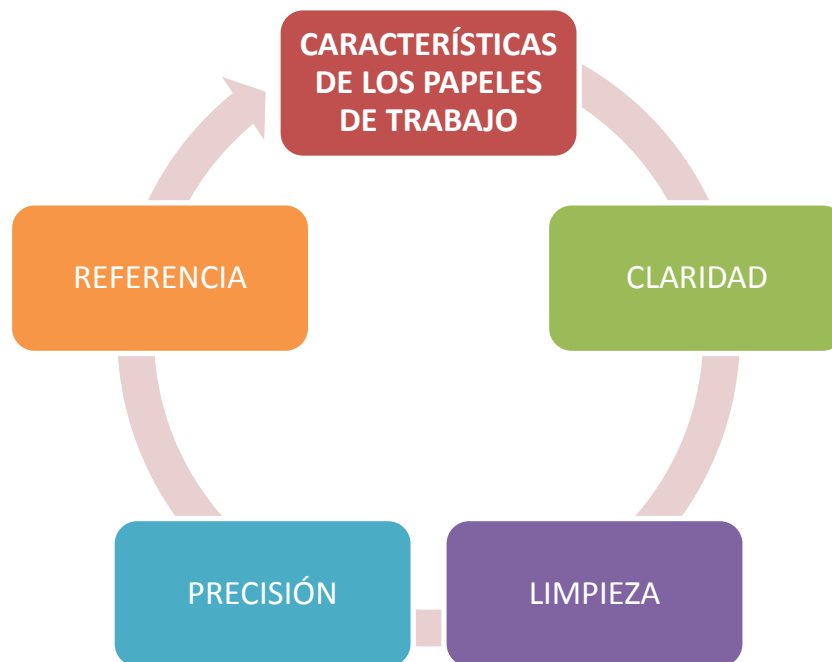 CARACTERÍSTICAS
DE LOS PAPELES
DE TRABAJO
CLARIDAD
LIMPIEZA
PRECISIÓN
REFERENCIA